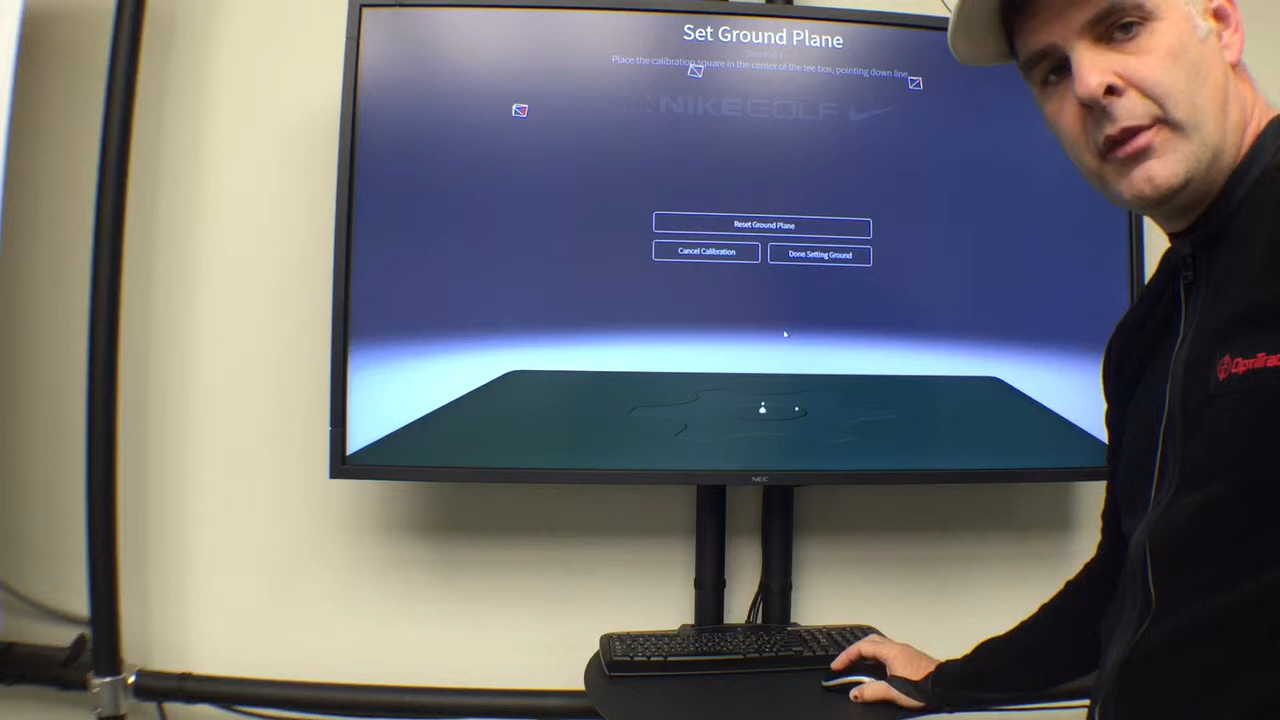 Set Ground Plane
Place the calibration square in the center of the tee box, pointing down line
NIKEGOLF
Reset Ground Plane
Cancel Calibration
Done Setting Ground
NEC